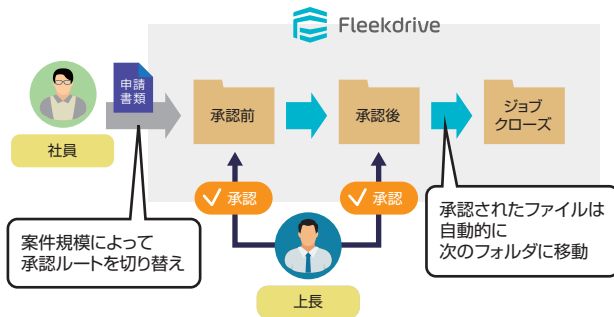 Fleekdrive
申請
書類
承認前
承認後
ジョブ
クローズ
社員
承認
承認
案件規模によって
承認ルートを切り替え
承認されたファイルは
自動的に
次のフォルダに移動
上長